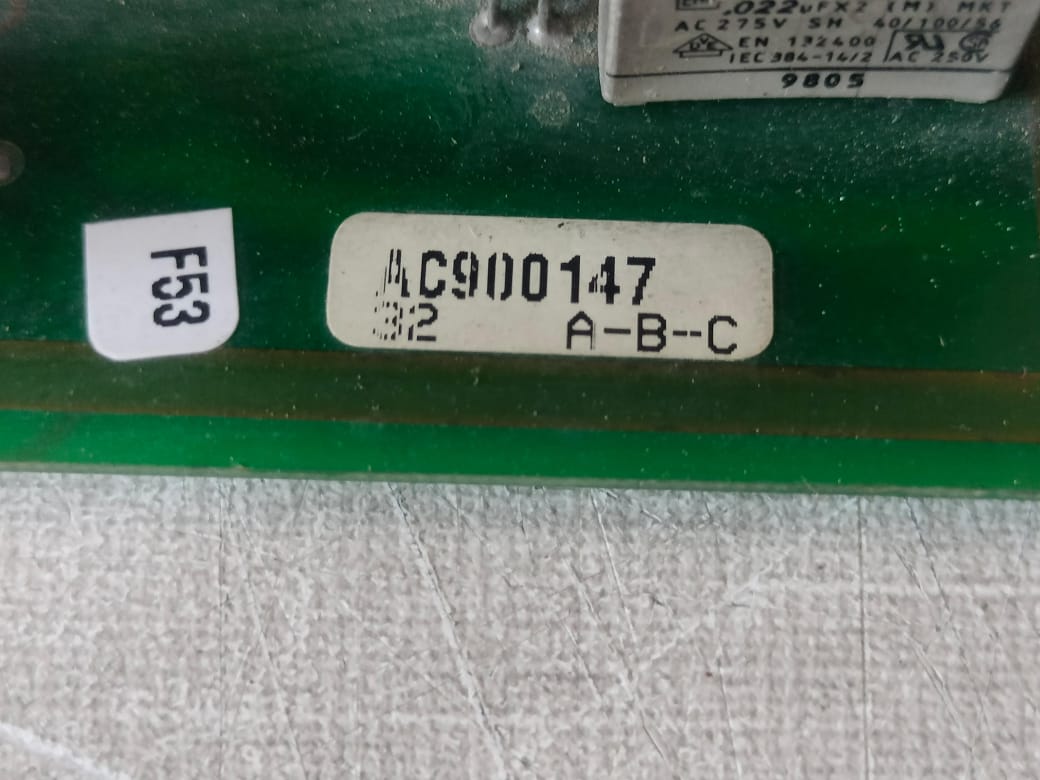 .022uFX2 (M) MKT
AC 275V SH 40/100/56
EN 132400
IEC 384-14/2 AC 250V
9805
F53
AC900147
32 A-B--C